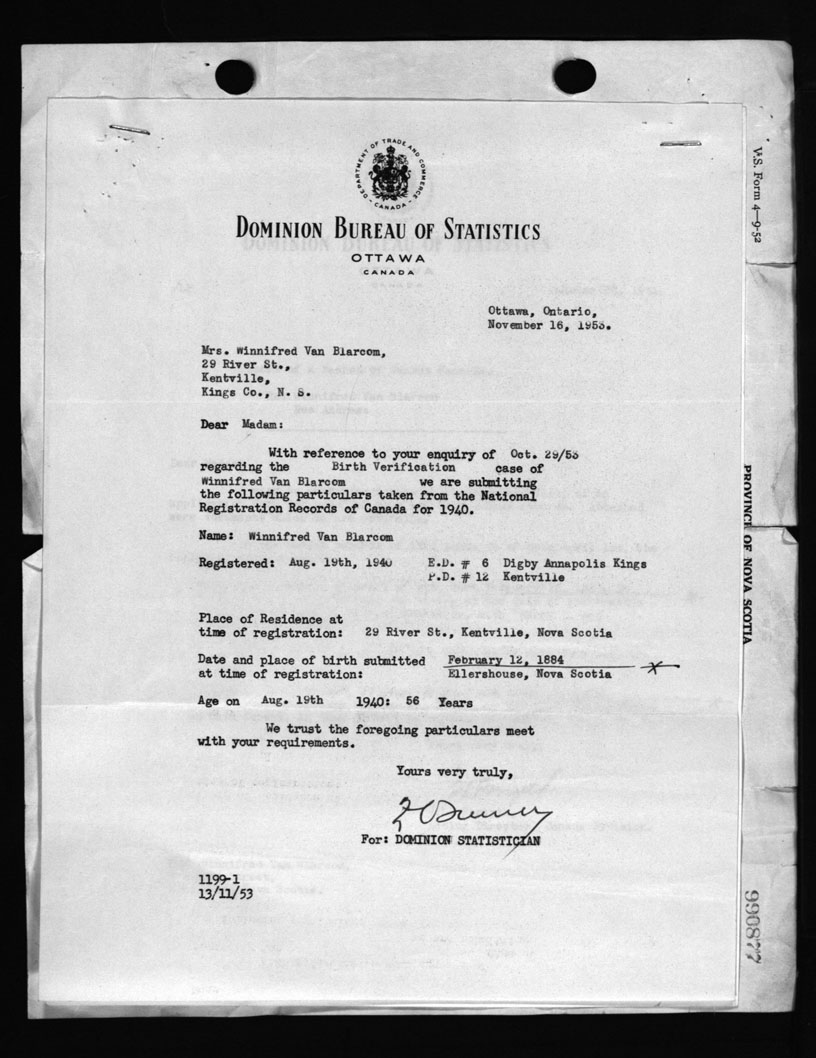 DEPARTMENT OF TRADE AND COMMERCE
CANADA
DOMINION BUREAU OF STATISTICS
OTTAWA
CANADA
Ottawa, Ontario,
November 16, 1953.
Mrs. Winnifred Van Blarcom,
29 River St.,
Kentville,
Kings Co., N. S.
Dear Madam:
With reference to your enquiry of Oct. 29/53
regarding the Birth Verification case of
Winnifred Van Blarcom we are submitting
the following particulars taken from the National
Registration Records of Canada for 1940.
Name: Winnifred Van Blarcom
Registered: Aug. 19th, 1940 E.D. # 6 Digby Annapolis Kings
P.D. # 12 Kentville
Place of Residence at
time of registration: 29 River St., Kentville, Nova Scotia
Date and place of birth submitted February 12, 1884
at time of registration: Ellershouse, Nova Scotia
Age on Aug. 19th 1940: 56 Years
We trust the foregoing particulars meet
with your requirements.
Yours very truly,
For: DOMINION STATISTICIAN
1199-1
13/11/53
V.S. Form 4—9-52
PROVINCE OF NOVA SCOTIA
990877